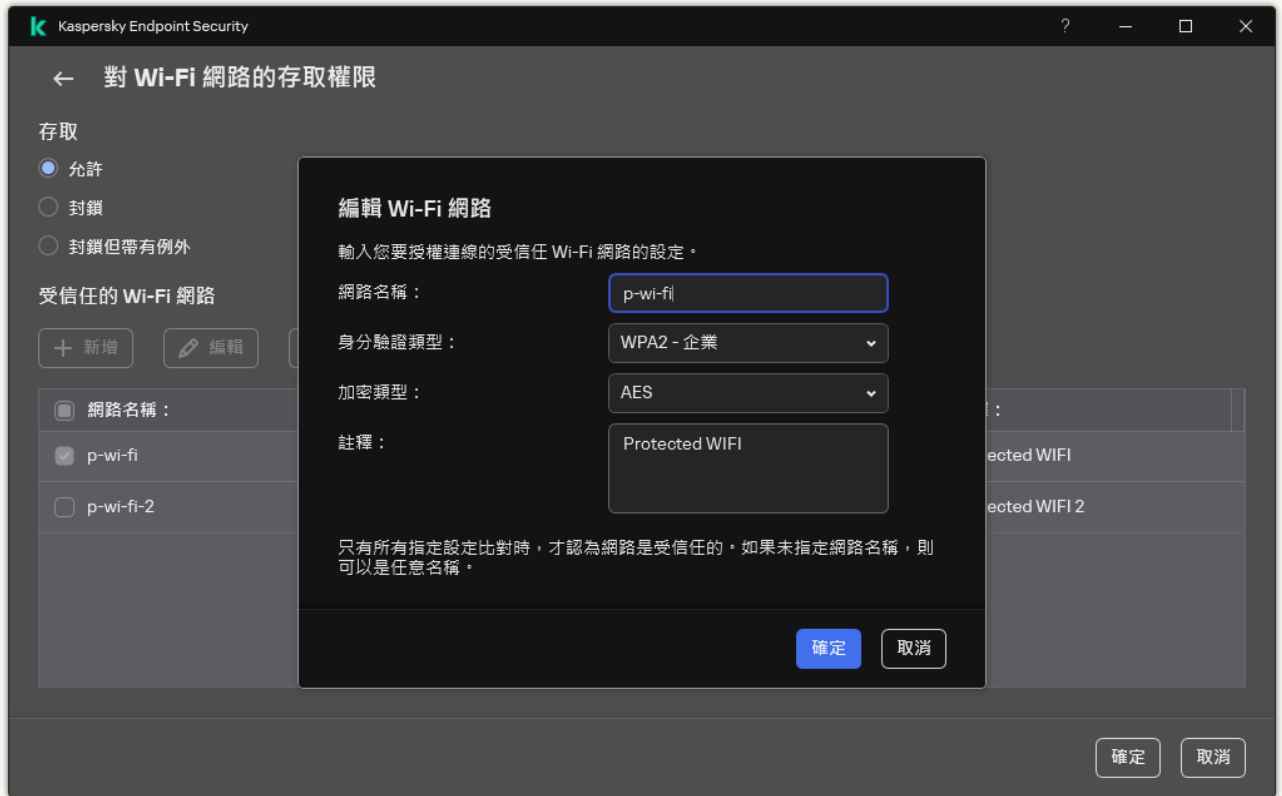 Kaspersky Endpoint Security
對 Wi-Fi 網路的存取權限
存取
允許
封鎖
封鎖但帶有例外
受信任的 Wi-Fi 網路
新增
編輯
網路名稱：
p-wi-fi
ected WIFI
p-wi-fi-2
ected WIFI 2
編輯 Wi-Fi 網路
輸入您要授權連線的受信任 Wi-Fi 網路的設定。
網路名稱：
p-wi-fi
身分驗證類型：
WPA2 - 企業
加密類型：
AES
註釋：
Protected WIFI
只有所有指定設定比對時，才認為網路是受信任的。如果未指定網路名稱，則
可以是任意名稱。
確定
取消
確定
取消